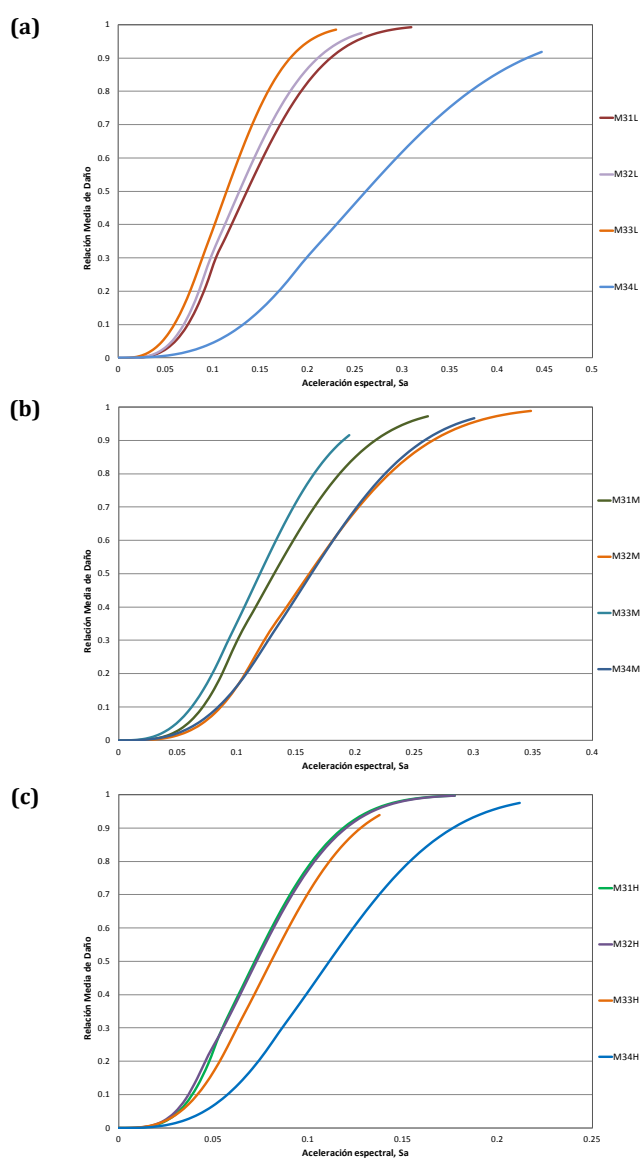 (a)
1
0.9
0.8
0.7
0.6
0.5
0.4
0.3
0.2
0.1
0
Relación Media de Daño
0 0.05 0.1 0.15 0.2 0.25 0.3 0.35 0.4 0.45 0.5
Aceleración espectral, Sa
M31L
M32L
M33L
M34L
(b)
1
0.9
0.8
0.7
0.6
0.5
0.4
0.3
0.2
0.1
0
Relación Media de Daño
0 0.05 0.1 0.15 0.2 0.25 0.3 0.35 0.4
Aceleración espectral, Sa
M31M
M32M
M33M
M34M
(c)
1
0.9
0.8
0.7
0.6
0.5
0.4
0.3
0.2
0.1
0
Relación Media de Daño
0 0.05 0.1 0.15 0.2 0.25
Aceleración espectral, Sa
M31H
M32H
M33H
M34H